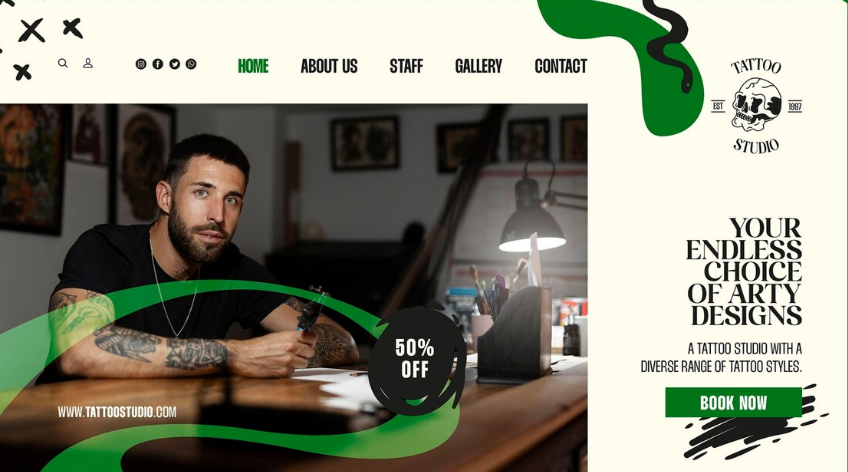 HOME
ABOUT US
STAFF
GALLERY
CONTACT
TATTOO
EST
1997
STUDIO
50%
OFF
WWW.TATTOOSTUDIO.COM
YOUR
ENDLESS
CHOICE
OF ARTY
DESIGNS
A TATTOO STUDIO WITH A
DIVERSE RANGE OF TATTOO STYLES.
BOOK NOW